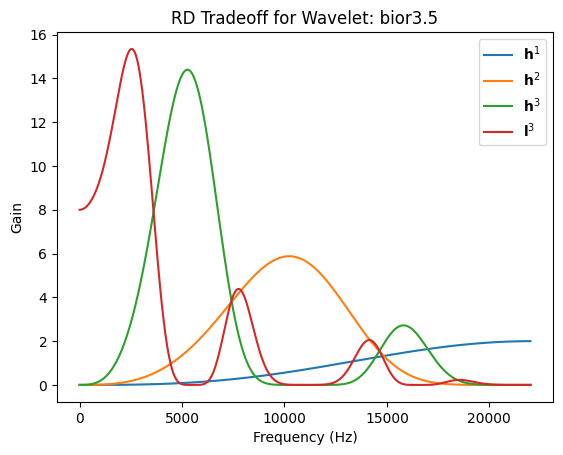 RD Tradeoff for Wavelet: bior3.5
Gain
16
14
12
10
8
6
4
2
0
h¹
h²
h³
l³
0 5000 10000 15000 20000
Frequency (Hz)